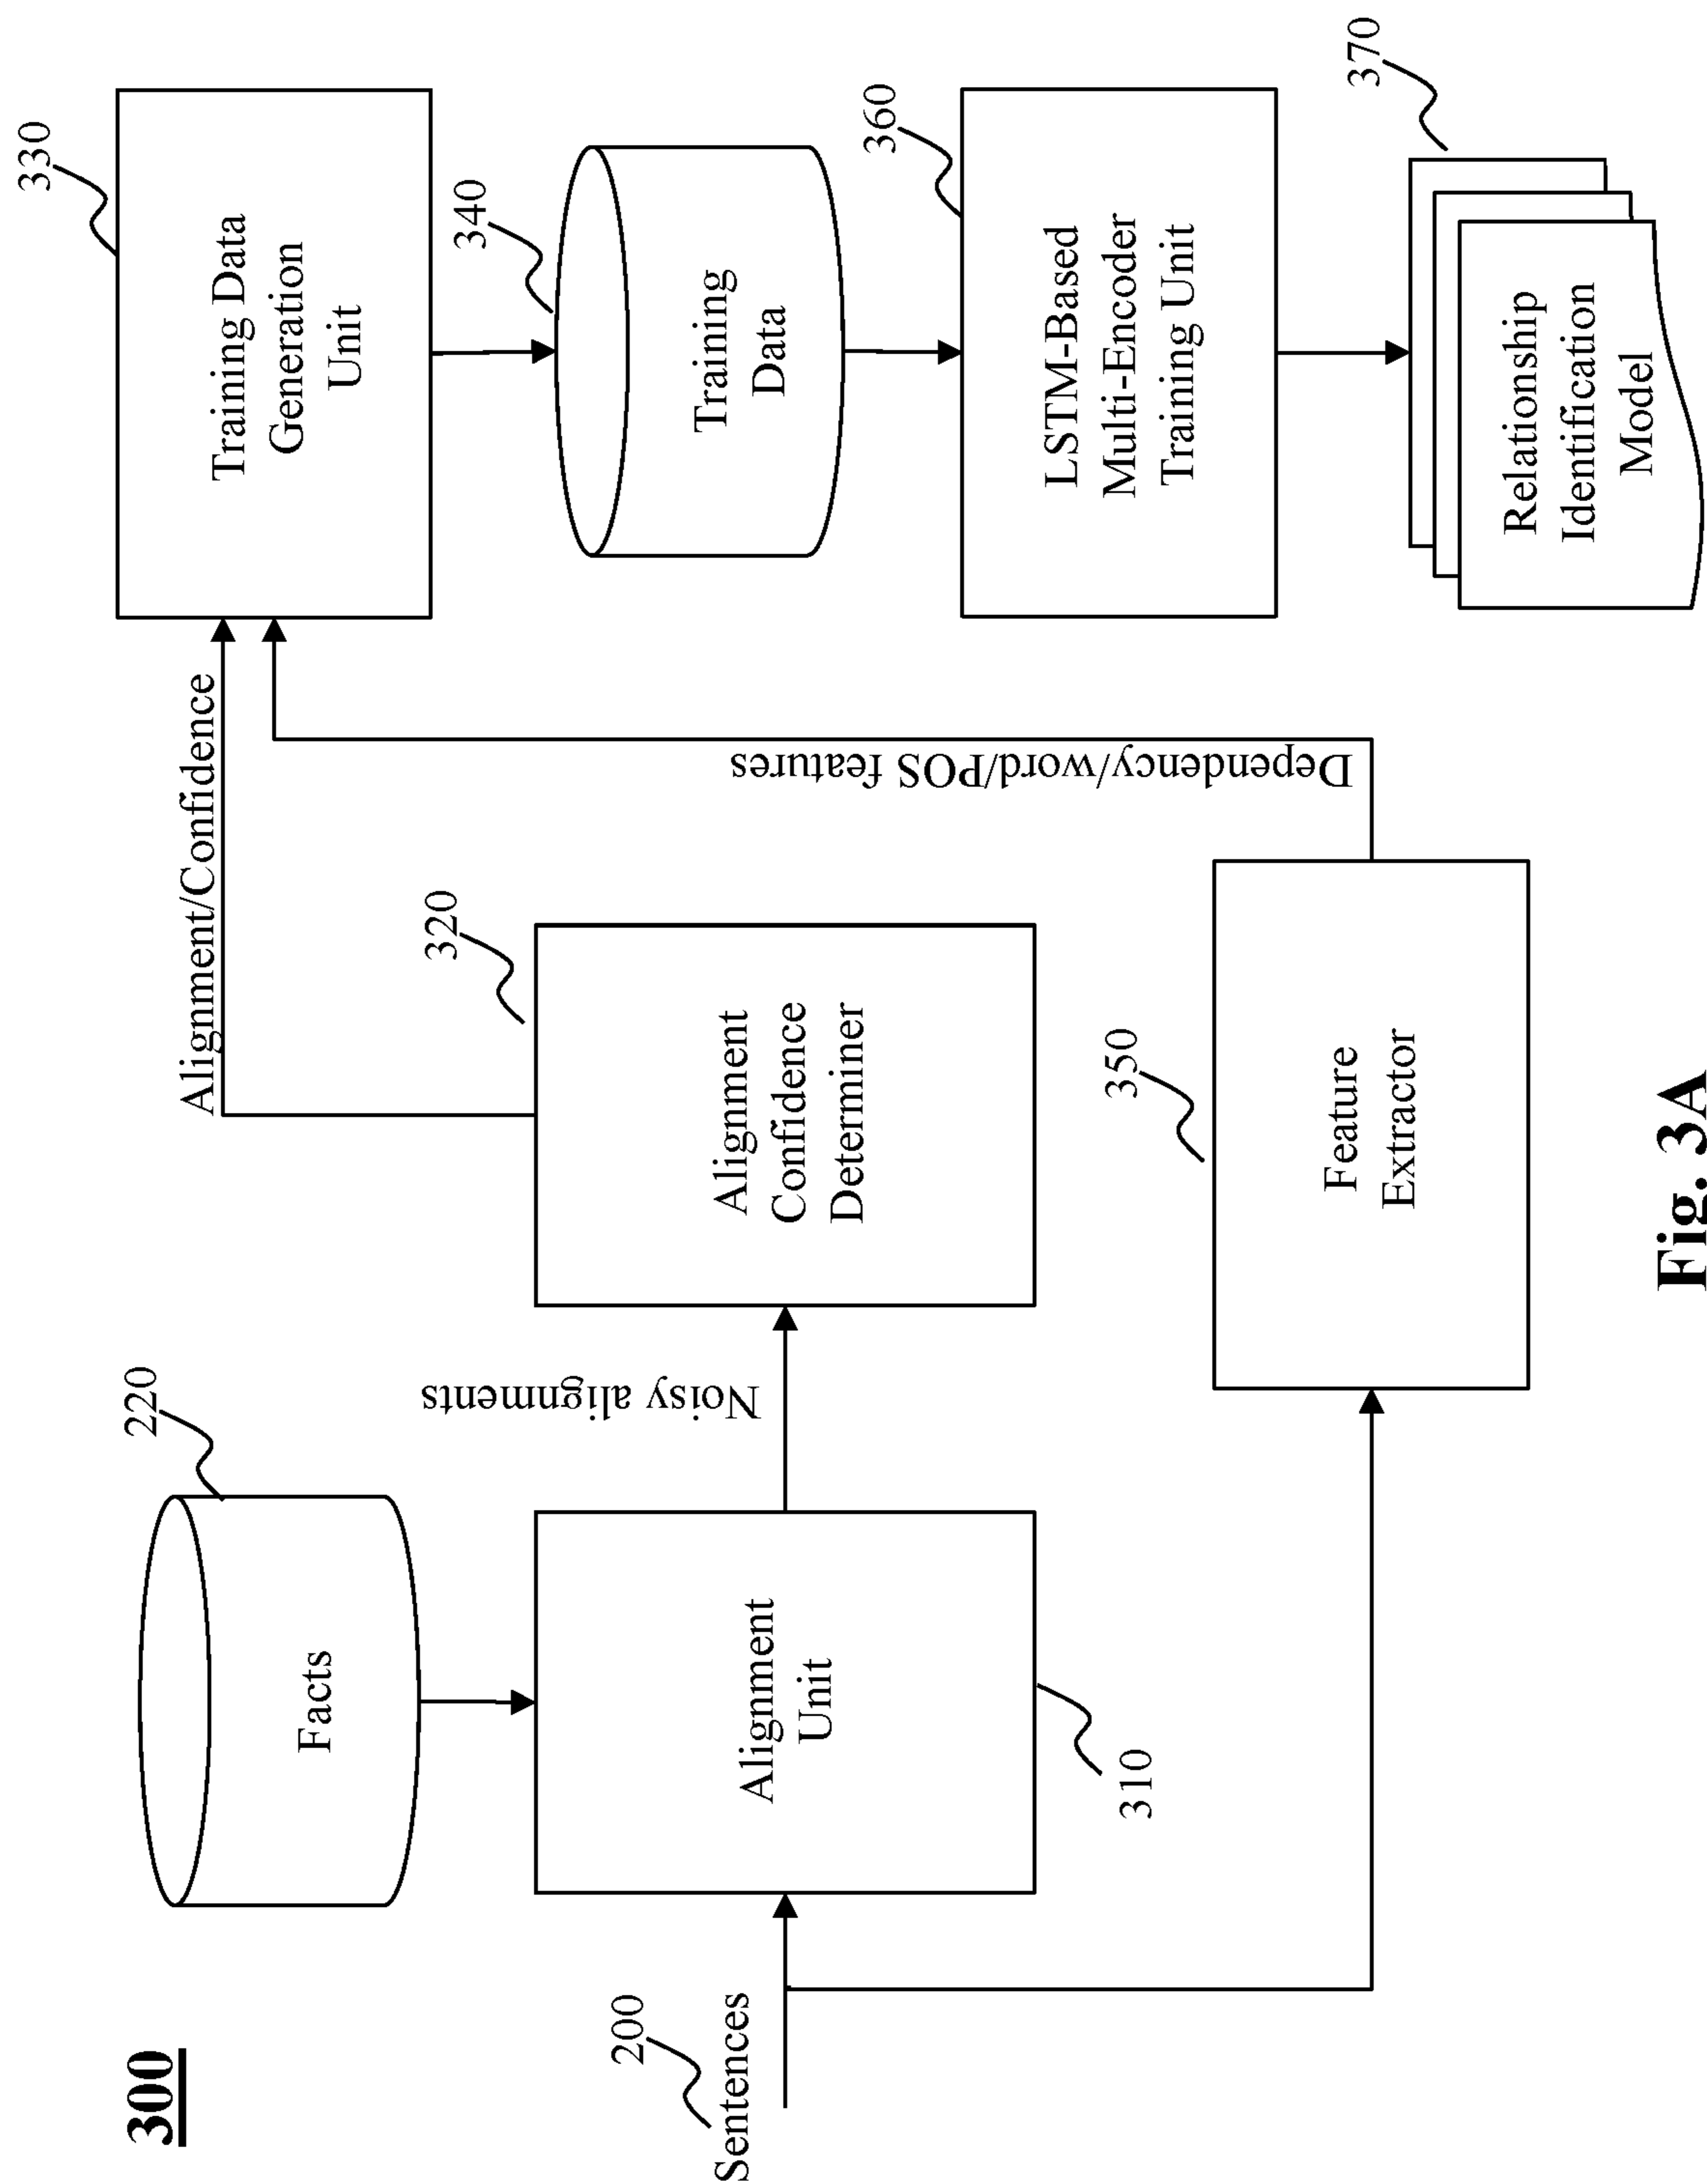 300
220
Facts
Alignment/Confidence
330
Training Data
Generation
Unit
200
Sentences
Alignment
Unit
310
Noisy alignments
320
Alignment
Confidence
Determiner
340
Training
Data
Dependency/word/POS features
350
Feature
Extractor
360
LSTM-Based
Multi-Encoder
Training Unit
370
Relationship
Identification
Model
Fig. 3A